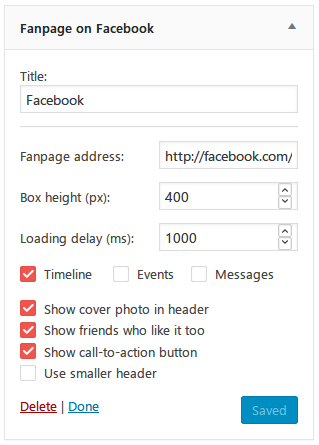 Fanpage on Facebook
Title:
Facebook
Fanpage address: http://facebook.com/
Box height (px): 400
Loading delay (ms): 1000
Timeline Events Messages
Show cover photo in header
Show friends who like it too
Show call-to-action button
Use smaller header
Delete | Done Saved